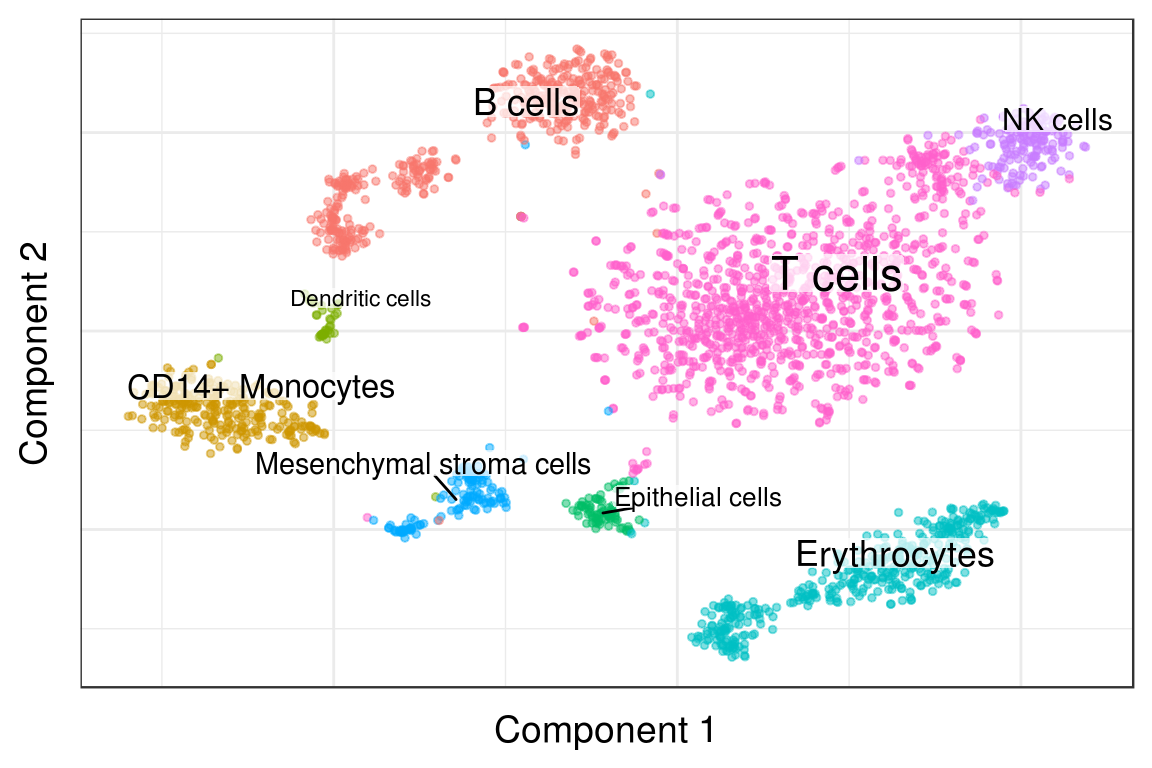 B cells
NK cells
T cells
Dendritic cells
CD14+ Monocytes
Mesenchymal stroma cells
Epithelial cells
Erythrocytes
Component 2
Component 1